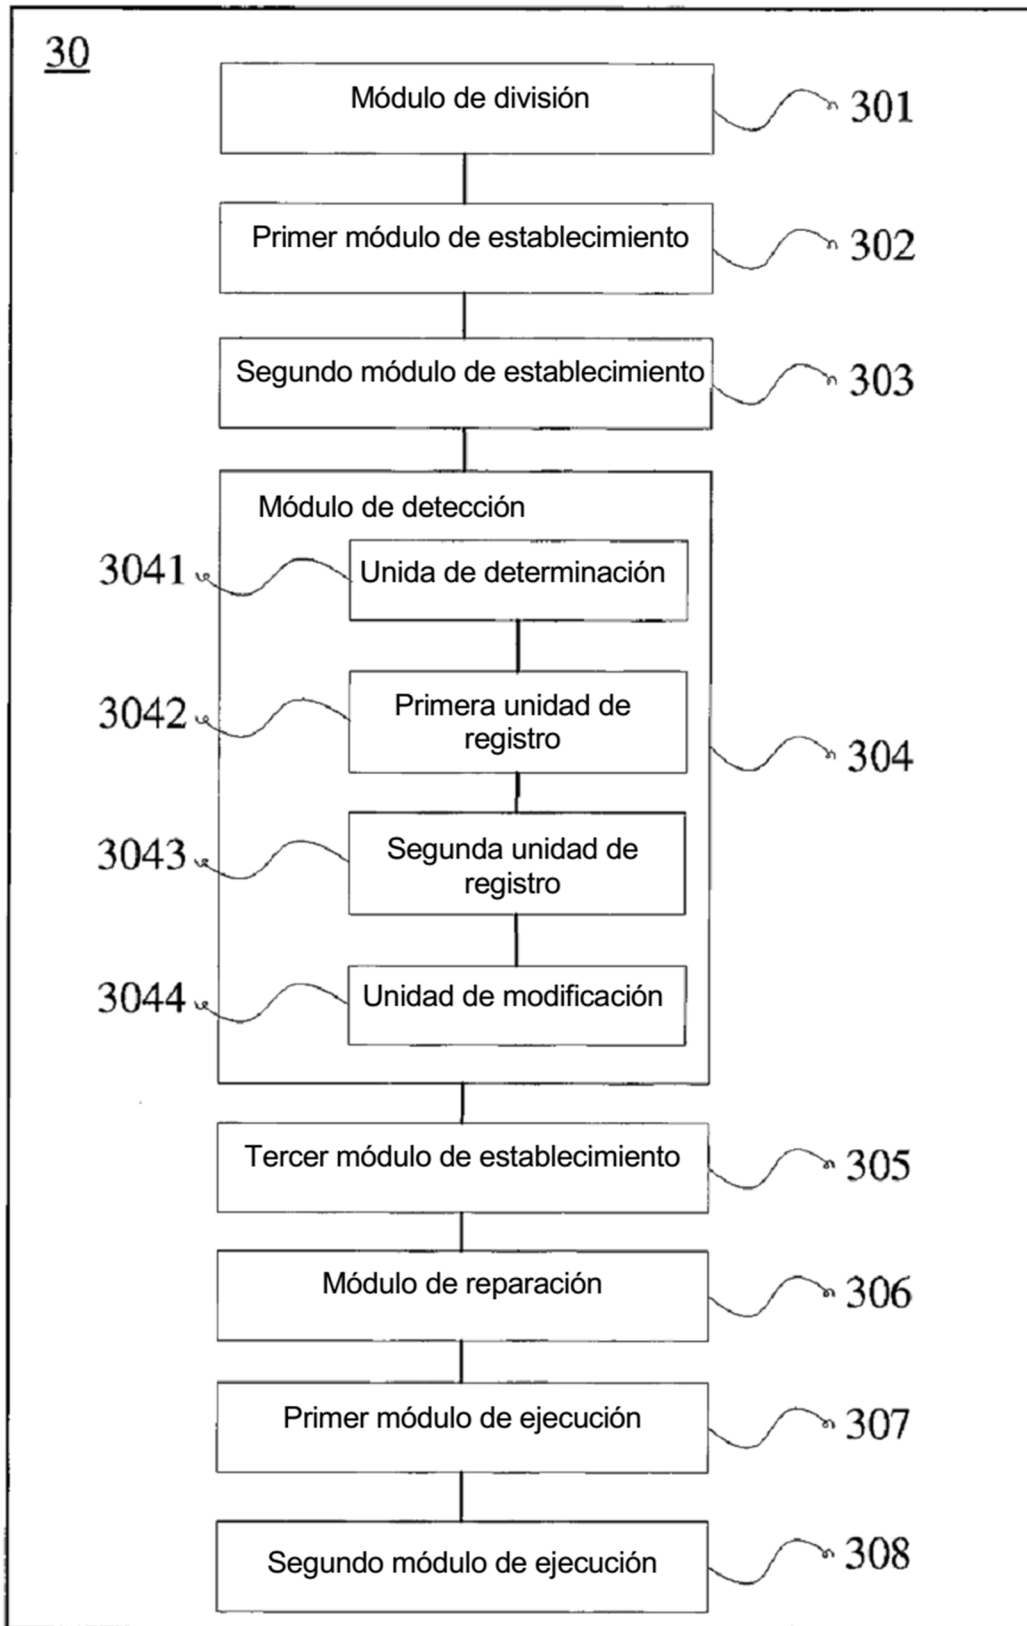 30
Módulo de división
301
Primer módulo de establecimiento
302
Segundo módulo de establecimiento
303
Módulo de detección
3041
Unida de determinación
3042
Primera unidad de
registro
304
3043
Segunda unidad de
registro
3044
Unidad de modificación
Tercer módulo de establecimiento
305
Módulo de reparación
306
Primer módulo de ejecución
307
Segundo módulo de ejecución
308